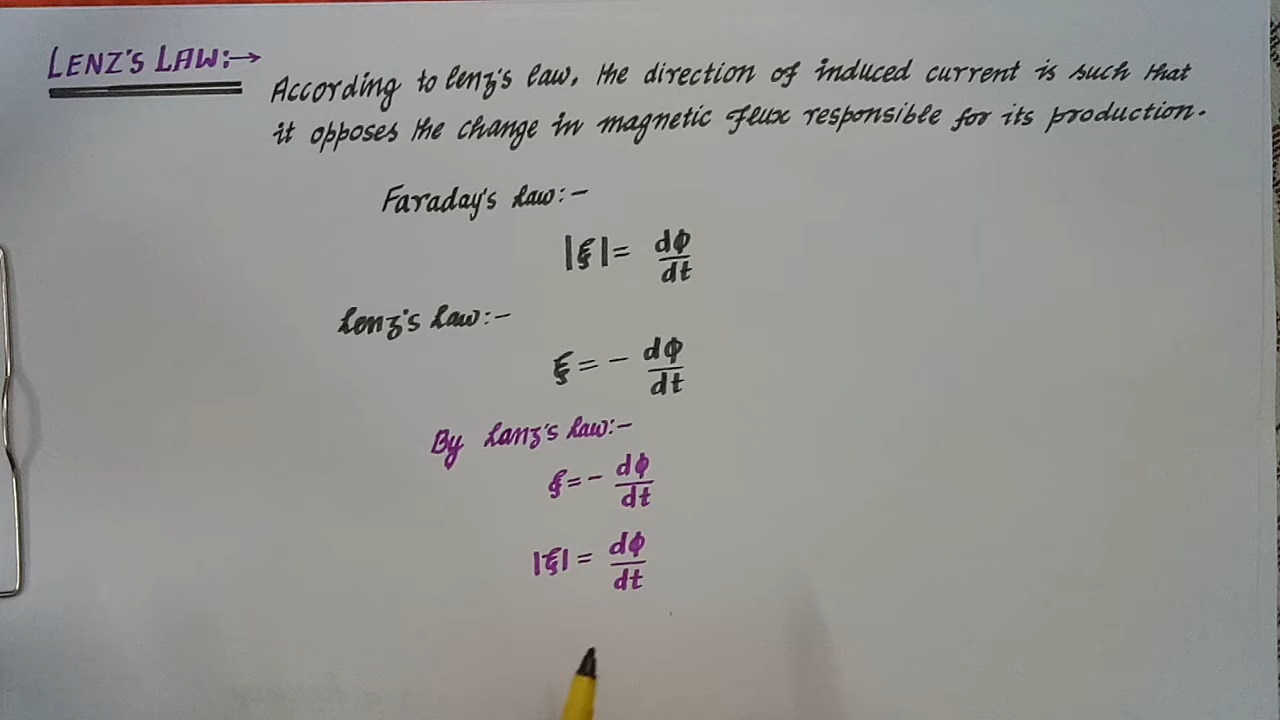 LENZ'S LAW:→
According to lenz's law, the direction of induced current is such that
it opposes the change in magnetic flux responsible for its production.
Faraday's Law:-
|ξ| = dϕ/dt
Lenz's Law:-
ξ = - dϕ/dt
By Lanz's Law:-
ξ = - dϕ/dt
|ξ| = dϕ/dt